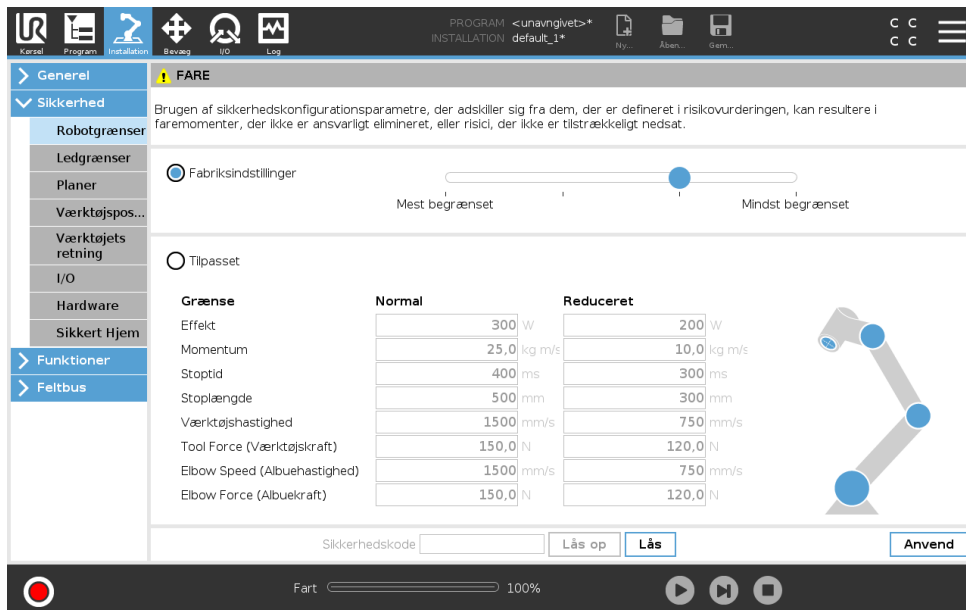 UR
Kørsel Program Installation Bevæg I/O Log
PROGRAM <unavngivet>*
INSTALLATION default_1*
Ny... Åben... Gem...
C C
C C
Generel
Sikkerhed
Robotgrænser
Ledgrænser
Planer
Værktøjspos...
Værktøjets
retning
I/O
Hardware
Sikkert Hjem
Funktioner
Feltbus
FARE
Brugen af sikkerhedskonfigurationsparametre, der adskiller sig fra dem, der er defineret i risikovurderingen, kan resultere i
faremomenter, der ikke er ansvarligt elimineret, eller risici, der ikke er tilstrækkeligt nedsat.
Fabriksindstillinger
Mest begrænset Mindst begrænset
Tilpasset
Grænse Normal Reduceret
Effekt 300 W 200 W
Momentum 25,0 kg m/s 10,0 kg m/s
Stoptid 400 ms 300 ms
Stoplængde 500 mm 300 mm
Værktøjshastighed 1500 mm/s 750 mm/s
Tool Force (Værktøjskraft) 150,0 N 120,0 N
Elbow Speed (Albuehastighed) 1500 mm/s 750 mm/s
Elbow Force (Albuekraft) 150,0 N 120,0 N
Sikkerhedskode Lås op Lås Anvend
Fart 100%